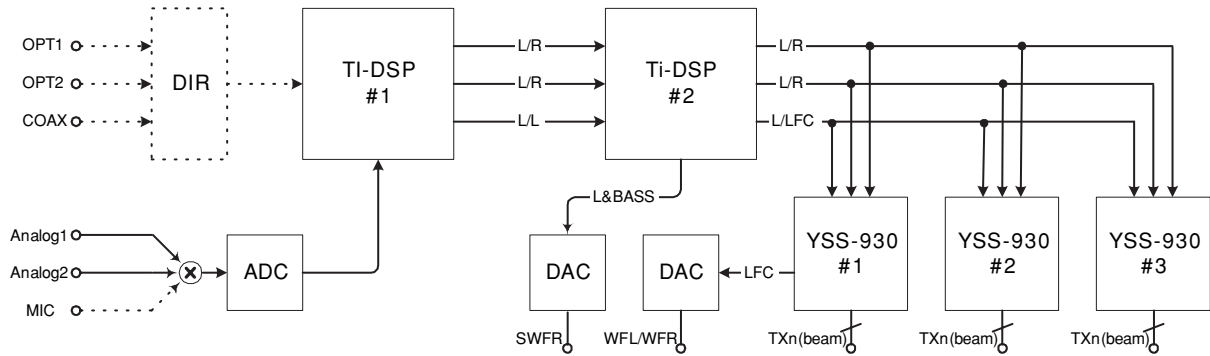 OPT1
OPT2
COAX
DIR
TI-DSP
#1
L/R
L/R
L/L
Ti-DSP
#2
L/R
L/R
L/LFC
L&BASS
Analog1
Analog2
MIC
ADC
DAC
DAC
LFC
YSS-930
#1
YSS-930
#2
YSS-930
#3
SWFR
WFL/WFR
TXn(beam)
TXn(beam)
TXn(beam)